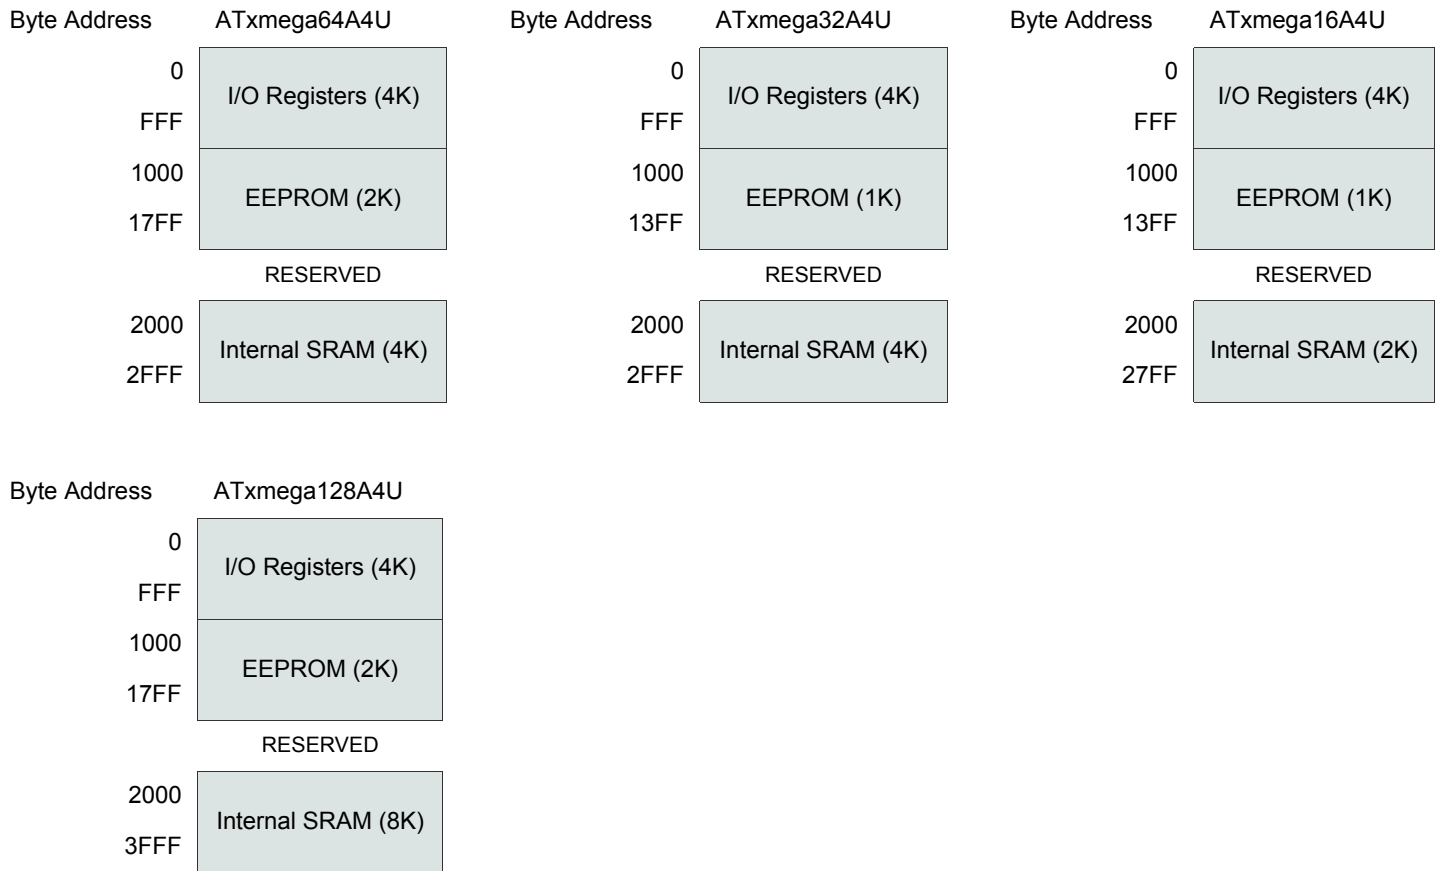 Byte Address ATxmega64A4U
0
I/O Registers (4K)
FFF
1000
EEPROM (2K)
17FF
RESERVED
2000
Internal SRAM (4K)
2FFF
Byte Address ATxmega32A4U
0
I/O Registers (4K)
FFF
1000
EEPROM (1K)
13FF
RESERVED
2000
Internal SRAM (4K)
2FFF
Byte Address ATxmega16A4U
0
I/O Registers (4K)
FFF
1000
EEPROM (1K)
13FF
RESERVED
2000
Internal SRAM (2K)
27FF
Byte Address ATxmega128A4U
0
I/O Registers (4K)
FFF
1000
EEPROM (2K)
17FF
RESERVED
2000
Internal SRAM (8K)
3FFF